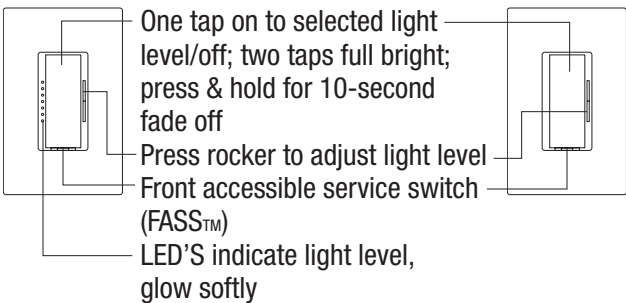 One tap on to selected light
level/off; two taps full bright;
press & hold for 10-second
fade off
Press rocker to adjust light level
Front accessible service switch
(FASS™)
LED'S indicate light level,
glow softly